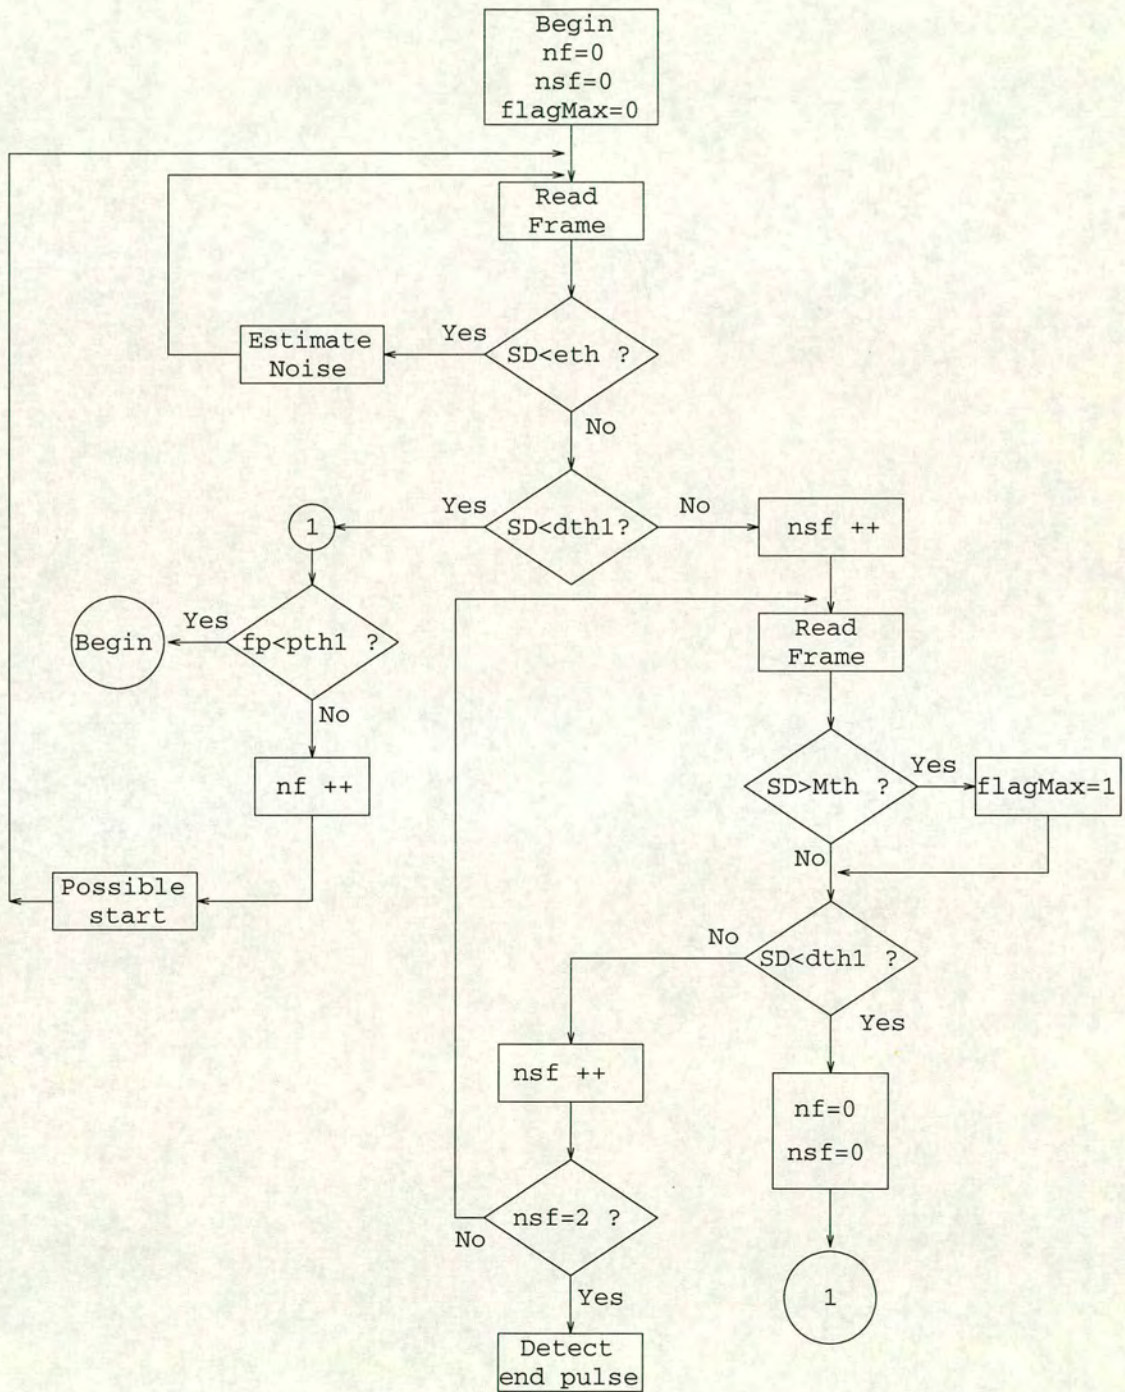 Begin
nf=0
nsf=0
flagMax=0
Read
Frame
Estimate
Noise
Yes
SD<eth ?
No
Yes
SD<dth1?
No
nsf ++
1
Begin
Yes
fp<pth1 ?
No
nf ++
Possible
start
Read
Frame
SD>Mth ?
Yes
flagMax=1
No
No
SD<dth1 ?
Yes
nsf ++
nf=0
nsf=0
nsf=2 ?
No
Yes
1
Detect
end pulse